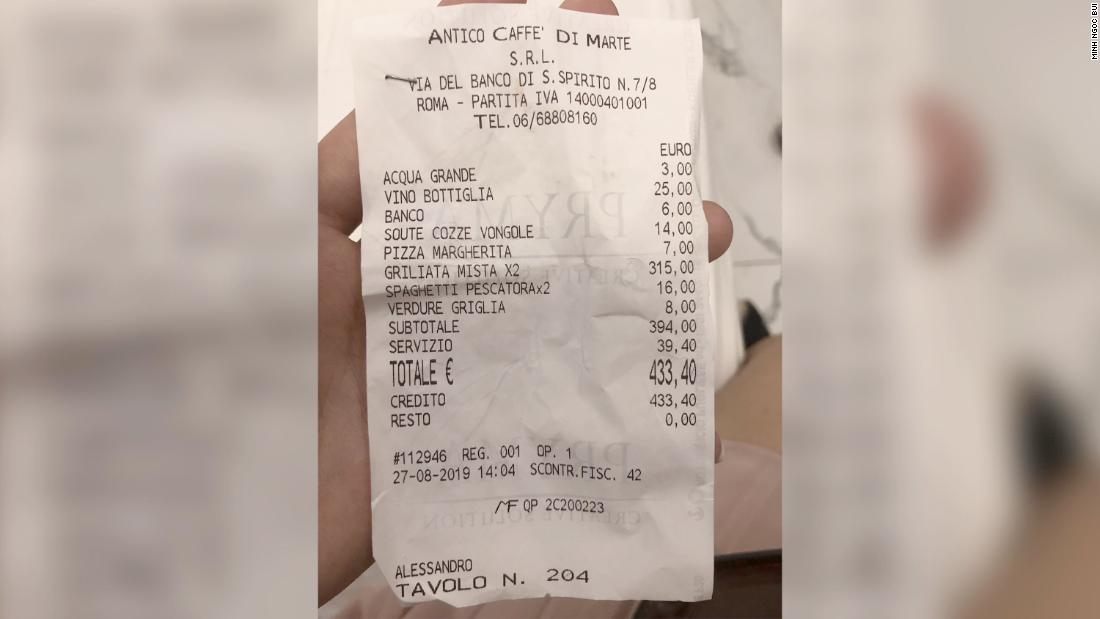 ANTICO CAFFE' DI MARTE
S.R.L.
VIA DEL BANCO DI S.SPIRITO N.7/8
ROMA - PARTITA IVA 14000401001
TEL.06/68808160
EURO
ACQUA GRANDE 3,00
VINO BOTTIGLIA 25,00
BANCO 6,00
SOUTE COZZE VONGOLE 14,00
PIZZA MARGHERITA 7,00
GRILIATA MISTA X2 315,00
SPAGHETTI PESCATORAx2 16,00
VERDURE GRIGLIA 8,00
SUBTOTALE 394,00
SERVIZIO 39,40
TOTALE € 433,40
CREDITO 433,40
RESTO 0,00
#112946 REG. 001 OP. 1
27-08-2019 14:04 SCONTR.FISC. 42
MF QP 2C200223
ALESSANDRO
TAVOLO N. 204
MINH NGOC BUI
PRYMA
CREATIVE SOLUTION